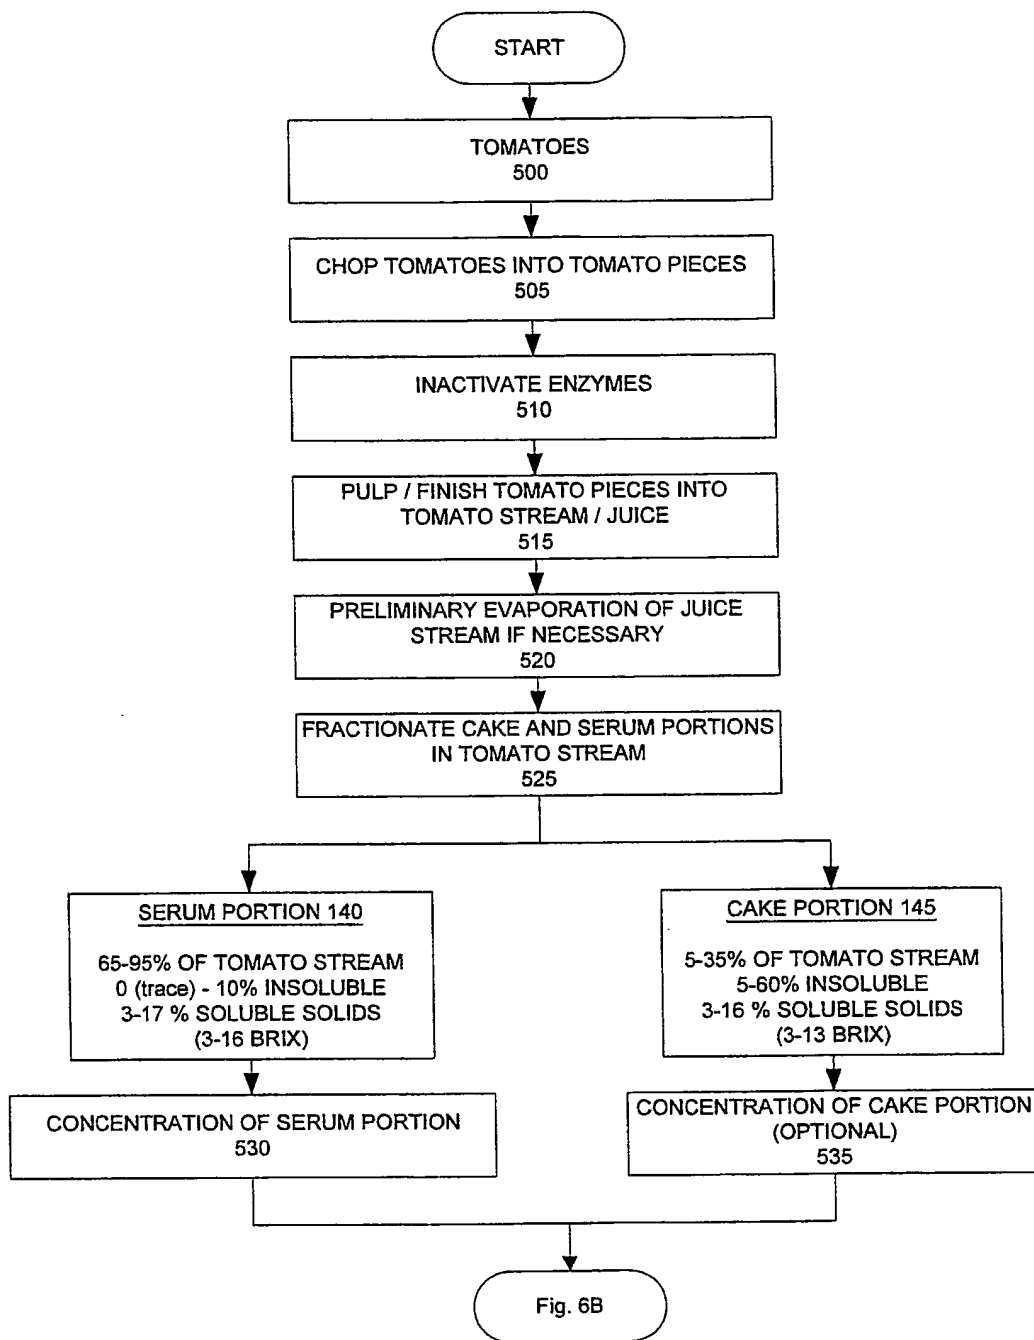 START
TOMATOES
500
CHOP TOMATOES INTO TOMATO PIECES
505
INACTIVATE ENZYMES
510
PULP / FINISH TOMATO PIECES INTO
TOMATO STREAM / JUICE
515
PRELIMINARY EVAPORATION OF JUICE
STREAM IF NECESSARY
520
FRACTIONATE CAKE AND SERUM PORTIONS
IN TOMATO STREAM
525
SERUM PORTION 140
65-95% OF TOMATO STREAM
0 (trace) - 10% INSOLUBLE
3-17 % SOLUBLE SOLIDS
(3-16 BRIX)
CAKE PORTION 145
5-35% OF TOMATO STREAM
5-60% INSOLUBLE
3-16 % SOLUBLE SOLIDS
(3-13 BRIX)
CONCENTRATION OF SERUM PORTION
530
CONCENTRATION OF CAKE PORTION
(OPTIONAL)
535
Fig. 6B